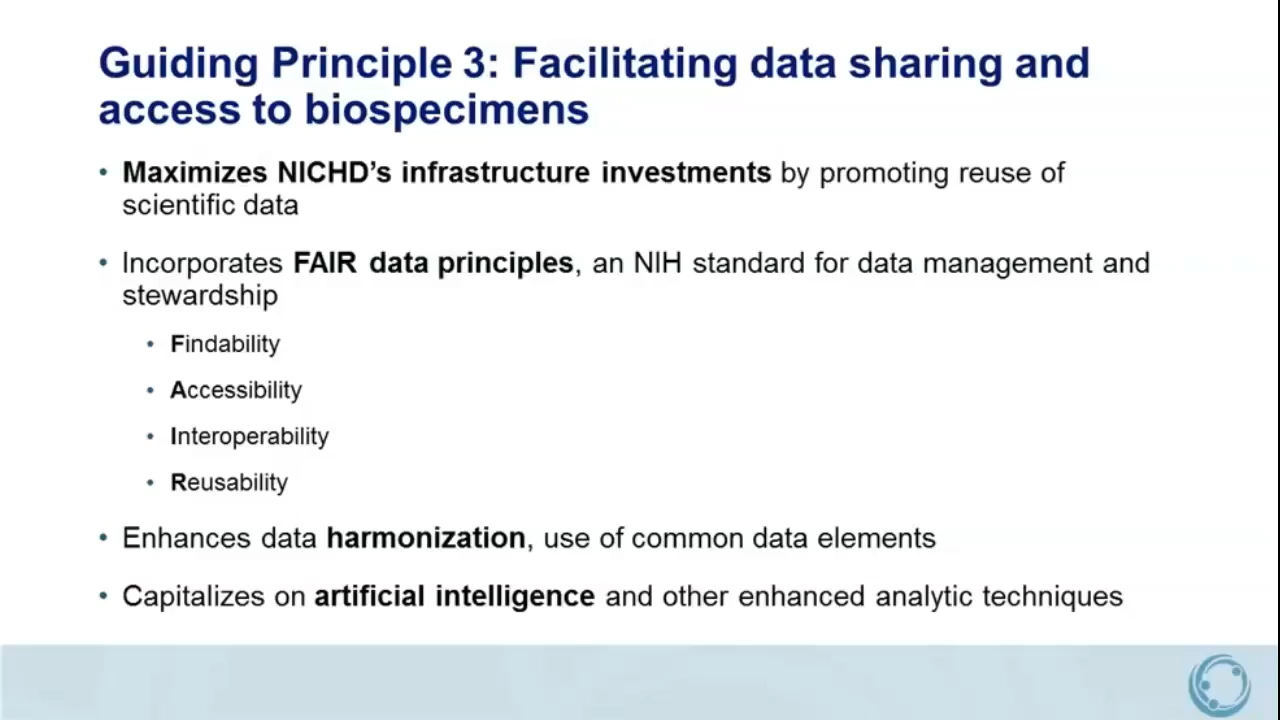 Guiding Principle 3: Facilitating data sharing and
access to biospecimens
• Maximizes NICHD’s infrastructure investments by promoting reuse of
scientific data
• Incorporates FAIR data principles, an NIH standard for data management and
stewardship
• Findability
• Accessibility
• Interoperability
• Reusability
• Enhances data harmonization, use of common data elements
• Capitalizes on artificial intelligence and other enhanced analytic techniques